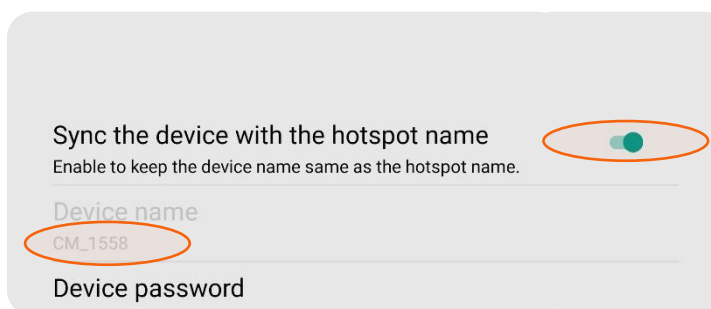 Sync the device with the hotspot name
Enable to keep the device name same as the hotspot name.
Device name
CM_1558
Device password